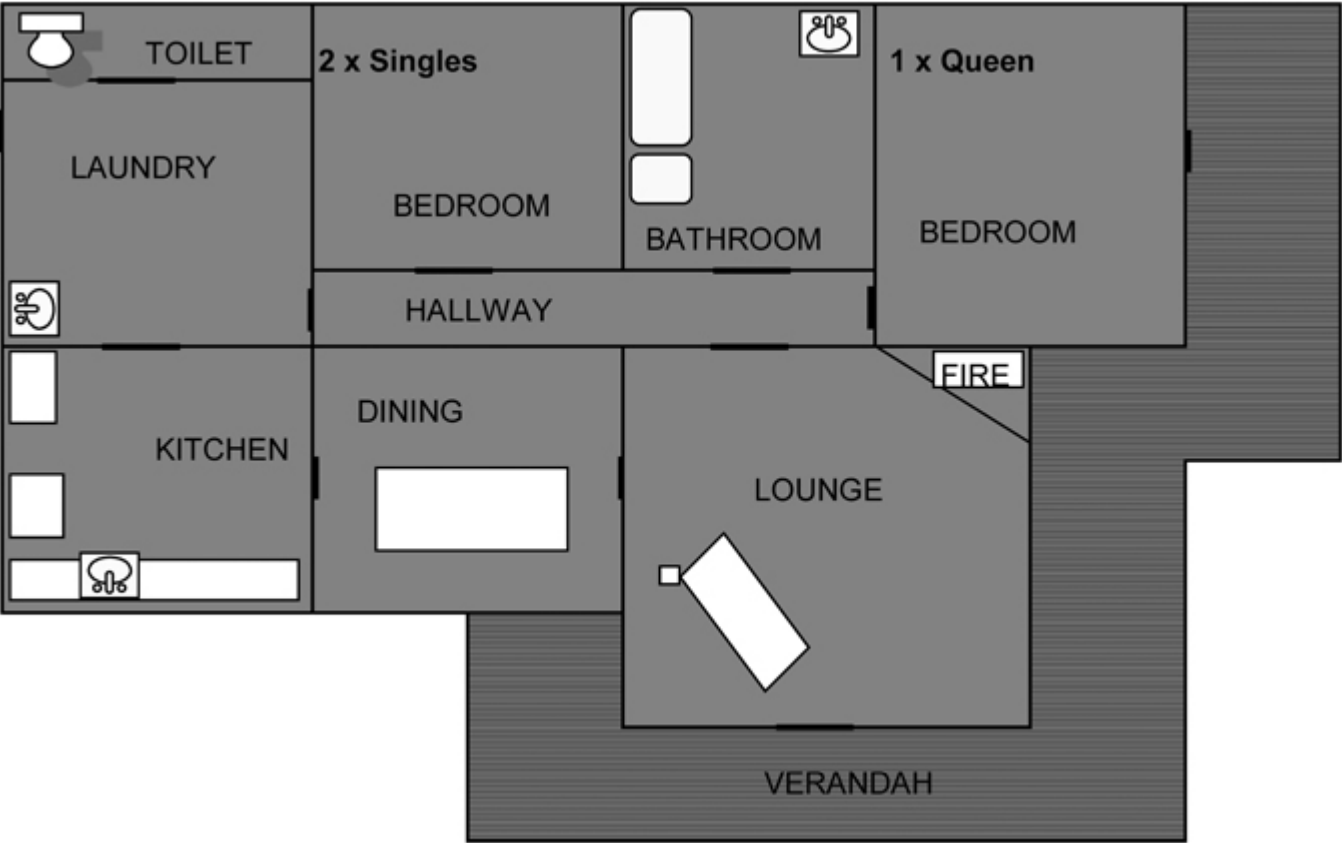 TOILET
2 x Singles
1 x Queen
LAUNDRY
BEDROOM
BATHROOM
BEDROOM
HALLWAY
FIRE
DINING
KITCHEN
LOUNGE
VERANDAH